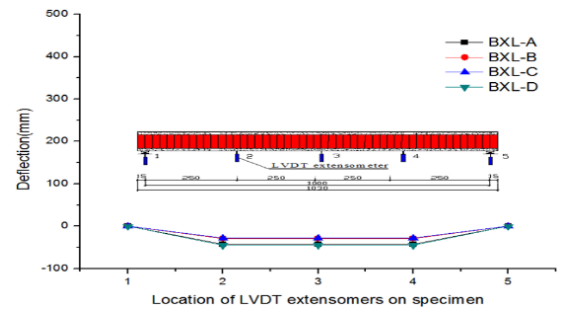 500
400
300
200
100
0
-100
Deflection(mm)
BXL-A
BXL-B
BXL-C
BXL-D
1 2 3 4 5
LVDT extensometer
15 250 250 250 250 15
1000
1030
1 2 3 4 5
Location of LVDT extensomers on specimen